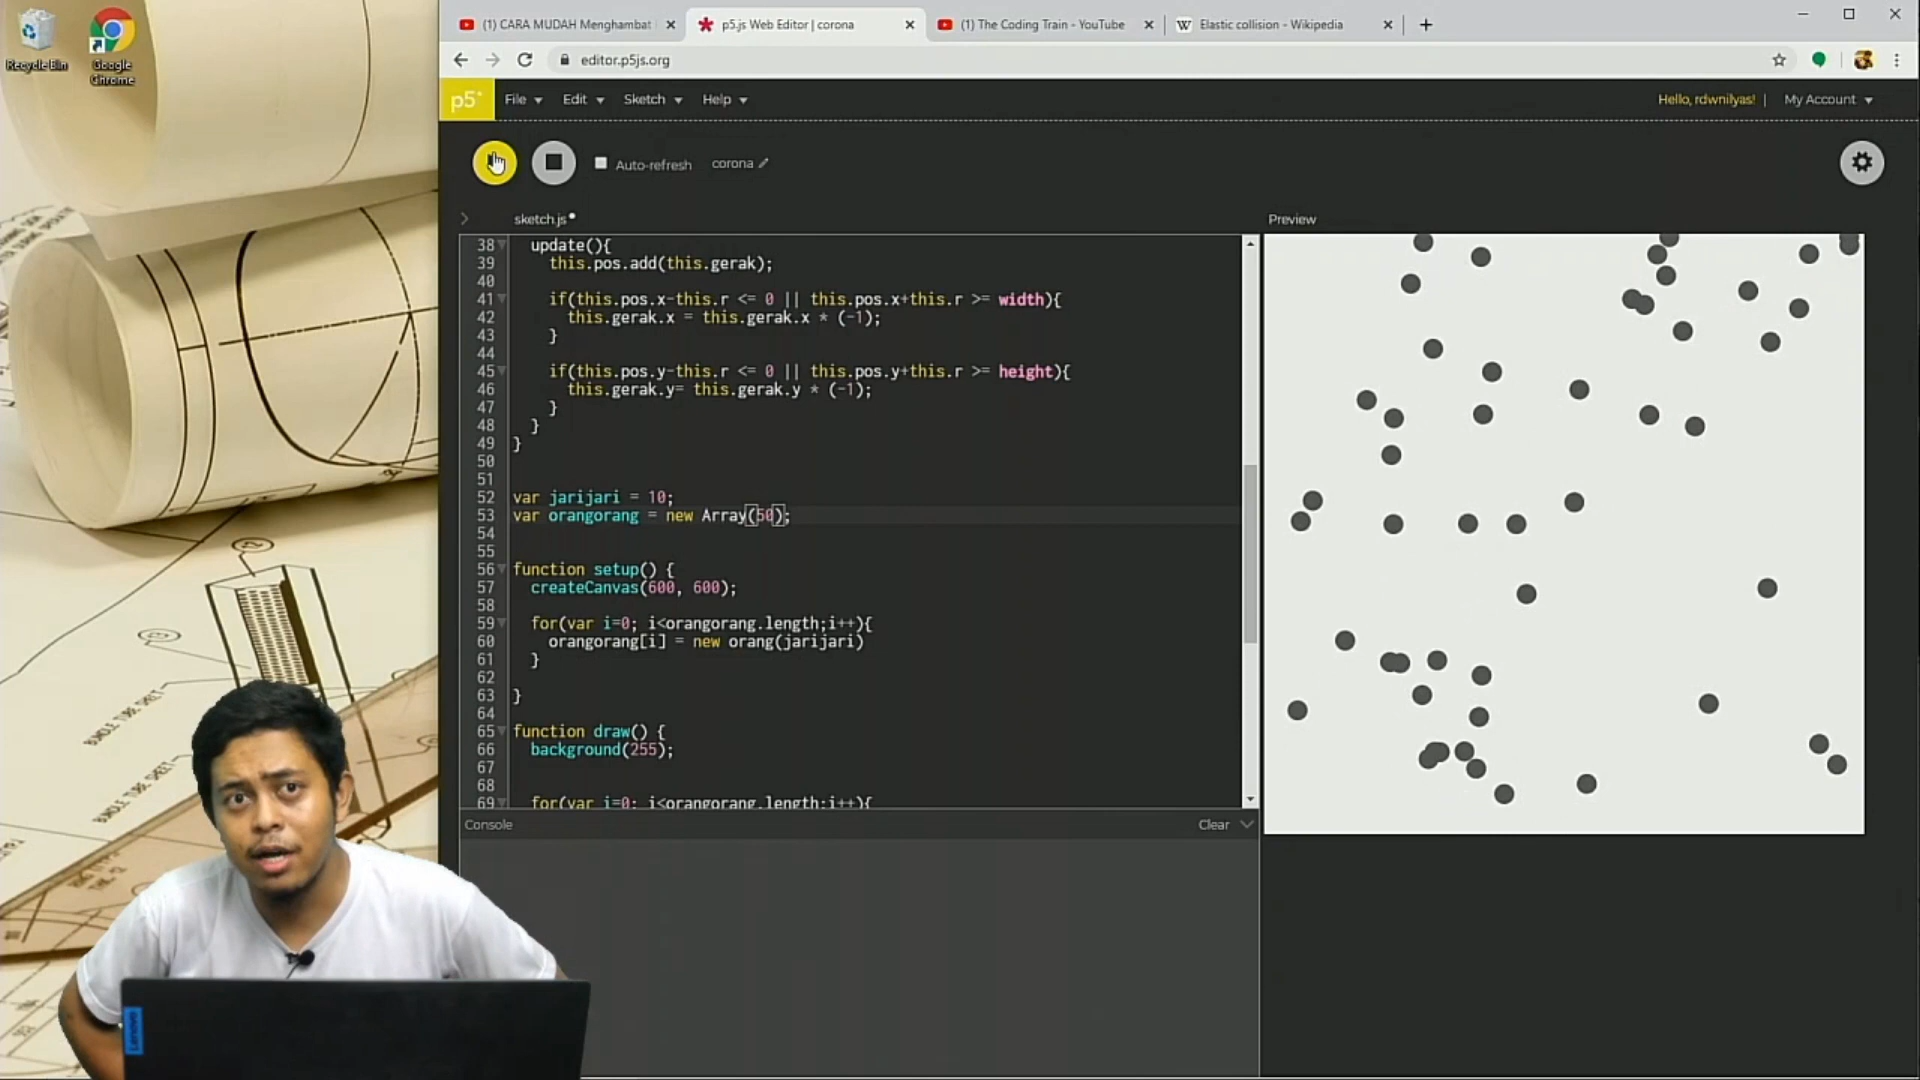 Recycle Bin
Google Chrome
(1) CARA MUDAH Menghambat
p5.js Web Editor | corona
(1) The Coding Train - YouTube
Elastic collision - Wikipedia
editor.p5js.org
p5*
File
Edit
Sketch
Help
Hello, rdwnilyas! |
My Account
Auto-refresh
corona
sketch.js
Preview
38 update(){
39 this.pos.add(this.gerak);
40
41 if(this.pos.x-this.r <= 0 || this.pos.x+this.r >= width){
42 this.gerak.x = this.gerak.x * (-1);
43 }
44
45 if(this.pos.y-this.r <= 0 || this.pos.y+this.r >= height){
46 this.gerak.y= this.gerak.y * (-1);
47 }
48 }
49 }
50
51
52 var jarijari = 10;
53 var orangorang = new Array(50);
54
55
56 function setup() {
57 createCanvas(600, 600);
58
59 for(var i=0; i<orangorang.length;i++){
60 orangorang[i] = new orang(jarijari)
61 }
62
63 }
64
65 function draw() {
66 background(255);
67
68
69 for(var i=0; i<orangorang.length;i++){
Console
Clear
BUNDLE TUBE SHEET
BUNDLE TUBE SHEET
Lenovo